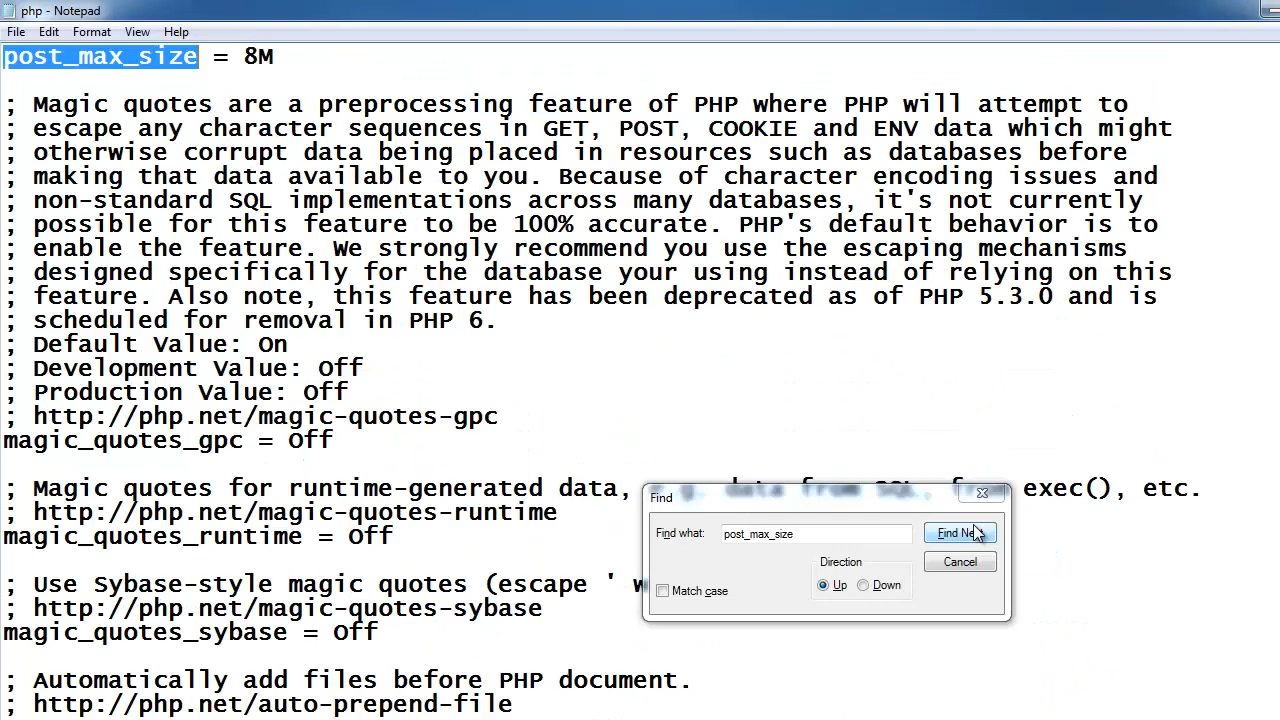 php - Notepad
File Edit Format View Help
post_max_size = 8M
; Magic quotes are a preprocessing feature of PHP where PHP will attempt to
; escape any character sequences in GET, POST, COOKIE and ENV data which might
; otherwise corrupt data being placed in resources such as databases before
; making that data available to you. Because of character encoding issues and
; non-standard SQL implementations across many databases, it's not currently
; possible for this feature to be 100% accurate. PHP's default behavior is to
; enable the feature. We strongly recommend you use the escaping mechanisms
; designed specifically for the database your using instead of relying on this
; feature. Also note, this feature has been deprecated as of PHP 5.3.0 and is
; scheduled for removal in PHP 6.
; Default Value: On
; Development Value: Off
; Production Value: Off
; http://php.net/magic-quotes-gpc
magic_quotes_gpc = Off
; Magic quotes for runtime-generated data, e.g. data from SQL, from exec(), etc.
; http://php.net/magic-quotes-runtime
magic_quotes_runtime = Off
; Use Sybase-style magic quotes (escape ' w
; http://php.net/magic-quotes-sybase
magic_quotes_sybase = Off
; Automatically add files before PHP document.
; http://php.net/auto-prepend-file
Find
Find what: post_max_size Find Ne
Direction Cancel
Up Down
Match case